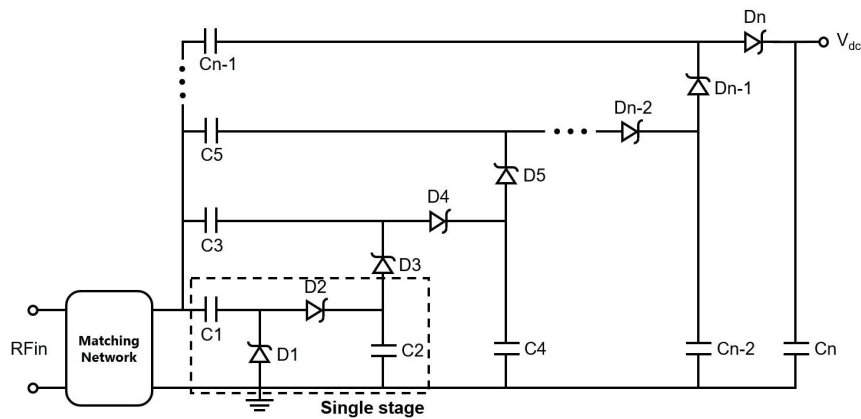 Dn
Vdc
Cn-1
Dn-1
Dn-2
C5
D5
D4
C3
D3
D2
C1
RFin
Matching
Network
D1
C2
C4
Cn-2
Cn
Single stage